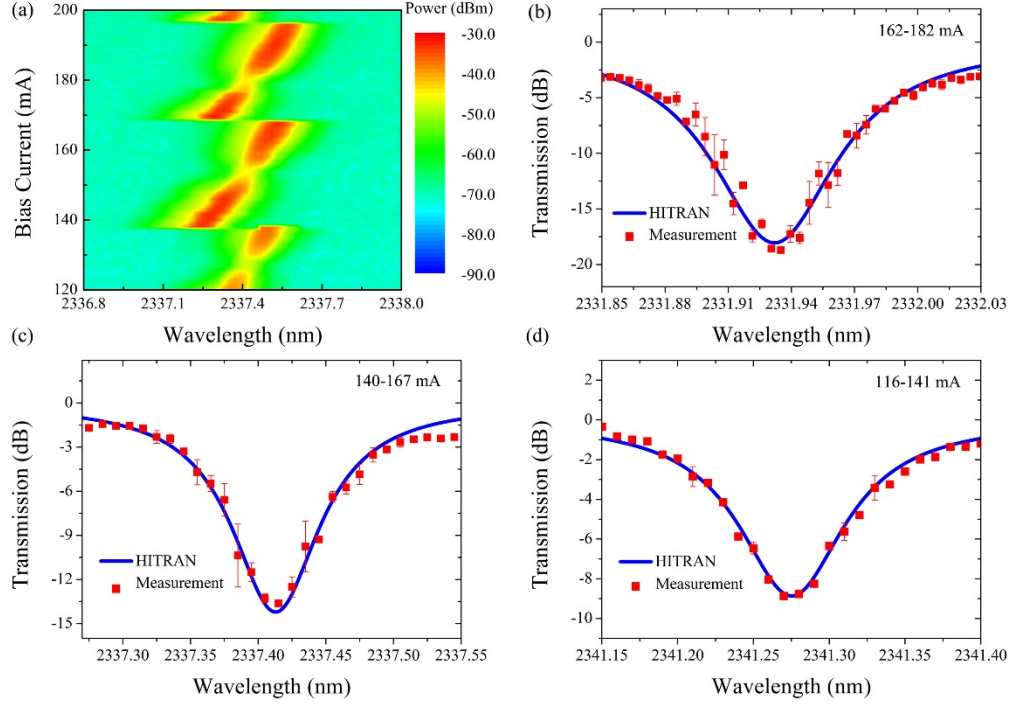 (a)
Power (dBm)
Bias Current (mA)
200
180
160
140
120
2336.8 2337.1 2337.4 2337.7 2338.0
Wavelength (nm)
-30.0
-40.0
-50.0
-60.0
-70.0
-80.0
-90.0
(b)
162-182 mA
Transmission (dB)
0
-5
-10
-15
-20
HITRAN
Measurement
2331.85 2331.88 2331.91 2331.94 2331.97 2332.00 2332.03
Wavelength (nm)
(c)
140-167 mA
Transmission (dB)
0
-3
-6
-9
-12
-15
HITRAN
Measurement
2337.30 2337.35 2337.40 2337.45 2337.50 2337.55
Wavelength (nm)
(d)
116-141 mA
Transmission (dB)
2
0
-2
-4
-6
-8
-10
HITRAN
Measurement
2341.15 2341.20 2341.25 2341.30 2341.35 2341.40
Wavelength (nm)